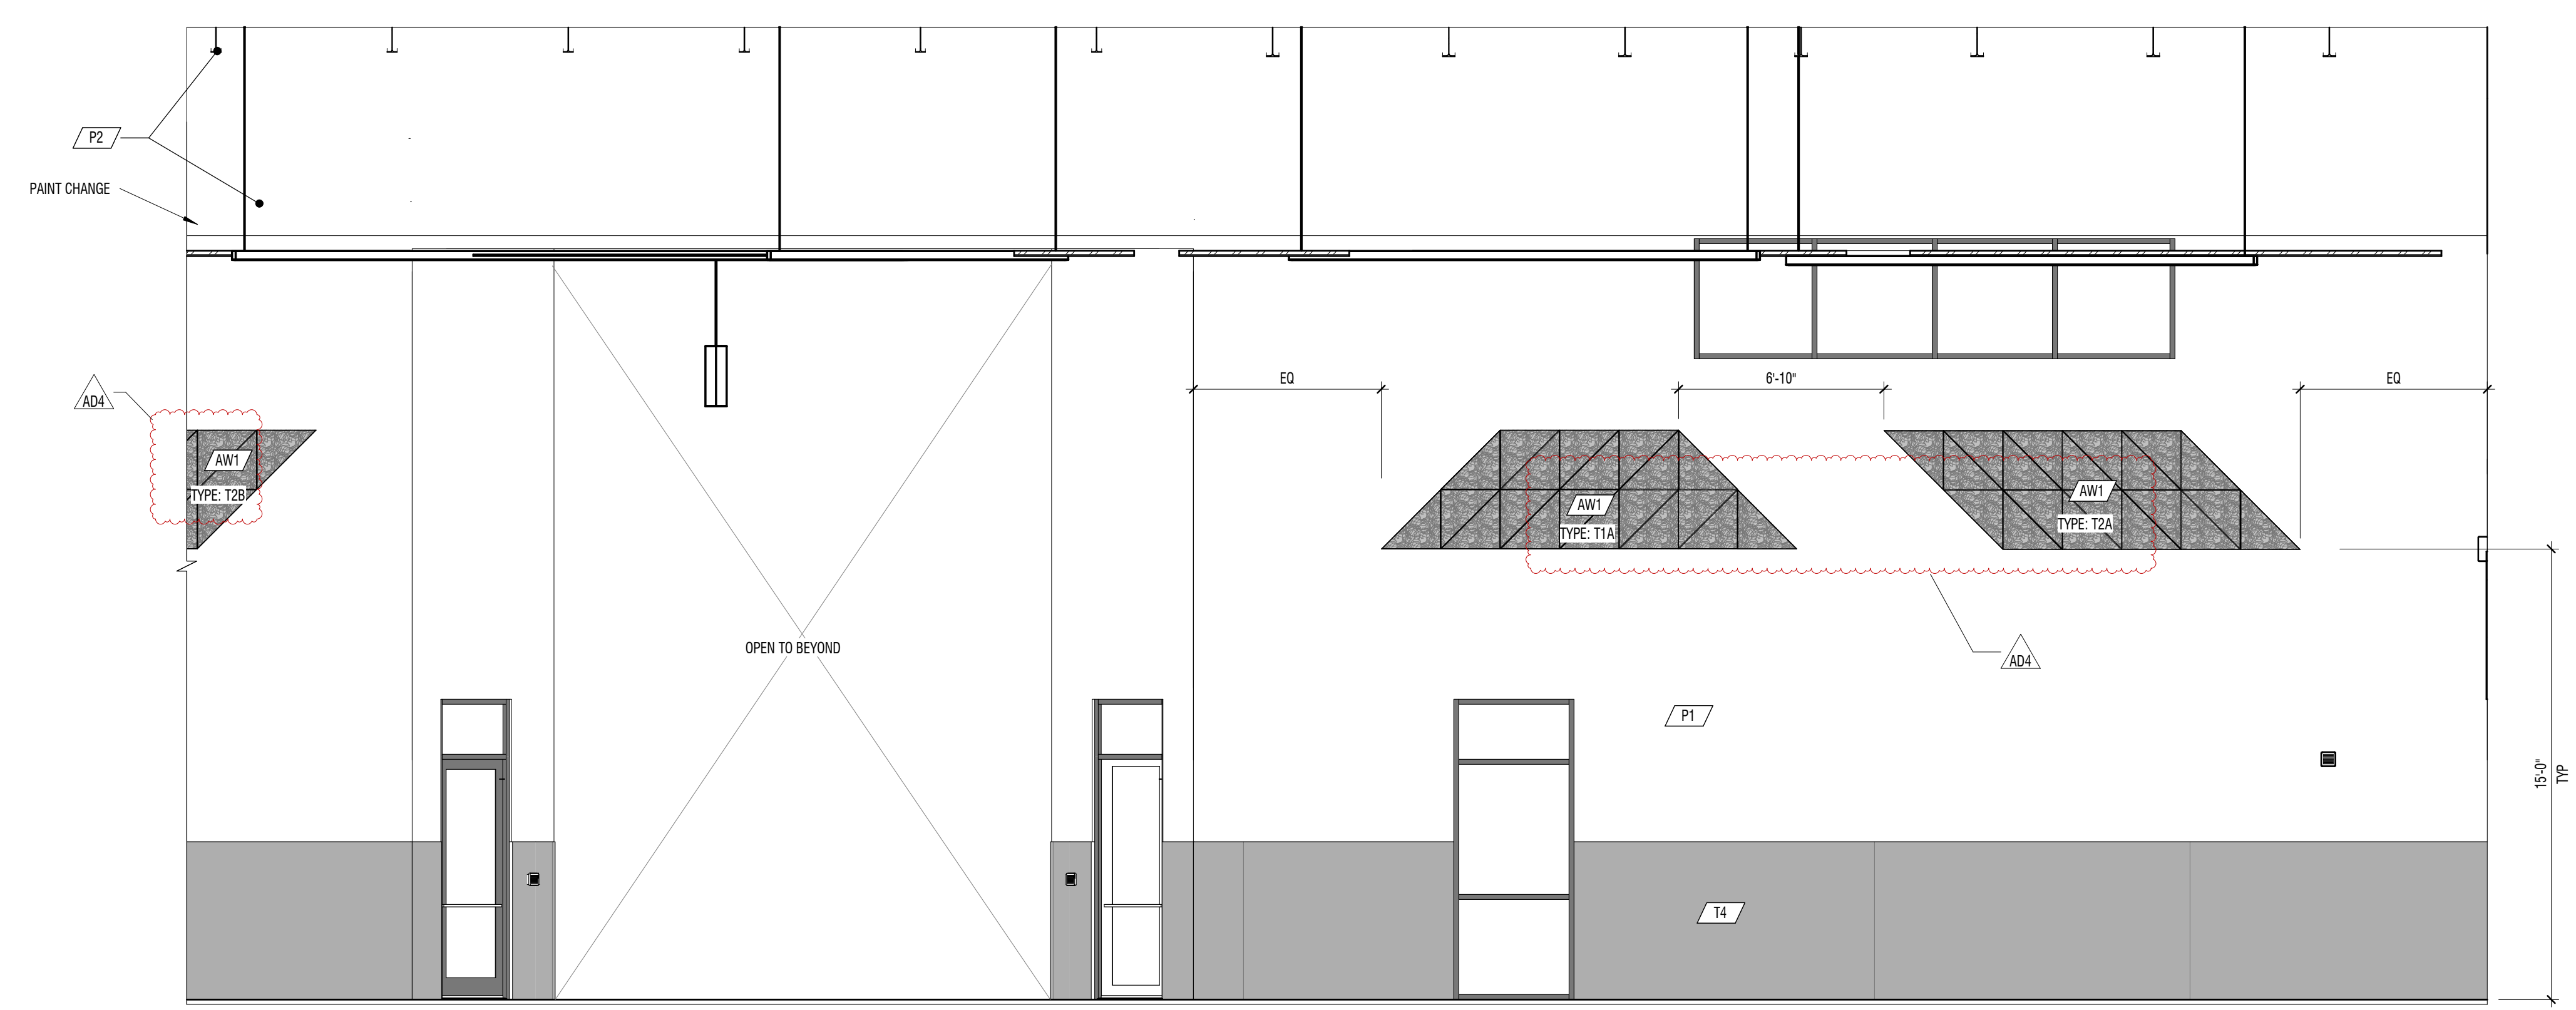 P2
PAINT CHANGE
EQ
6'-10"
EQ
AD4
AW1
TYPE: T2B
AW1
TYPE: T1A
AW1
TYPE: T2A
OPEN TO BEYOND
AD4
P1
15'-0"
TYP
T4